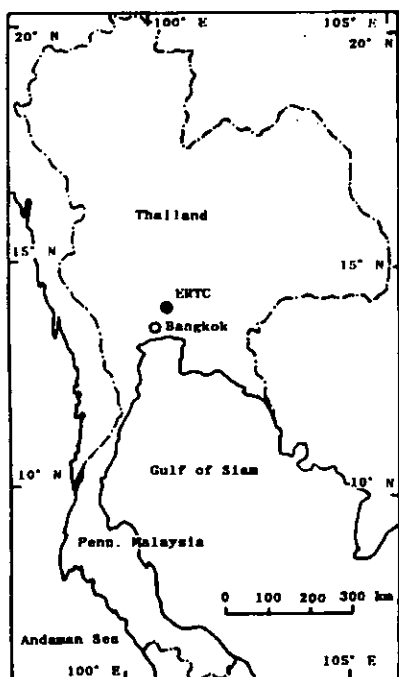 100° E
105° E
20° N
20° N
Thailand
15° N
15° N
ERTC
Bangkok
10° N
Gulf of Siam
10° N
Penn. Malaysia
0 100 200 300 km
Andaman Sea
100° E
105° E